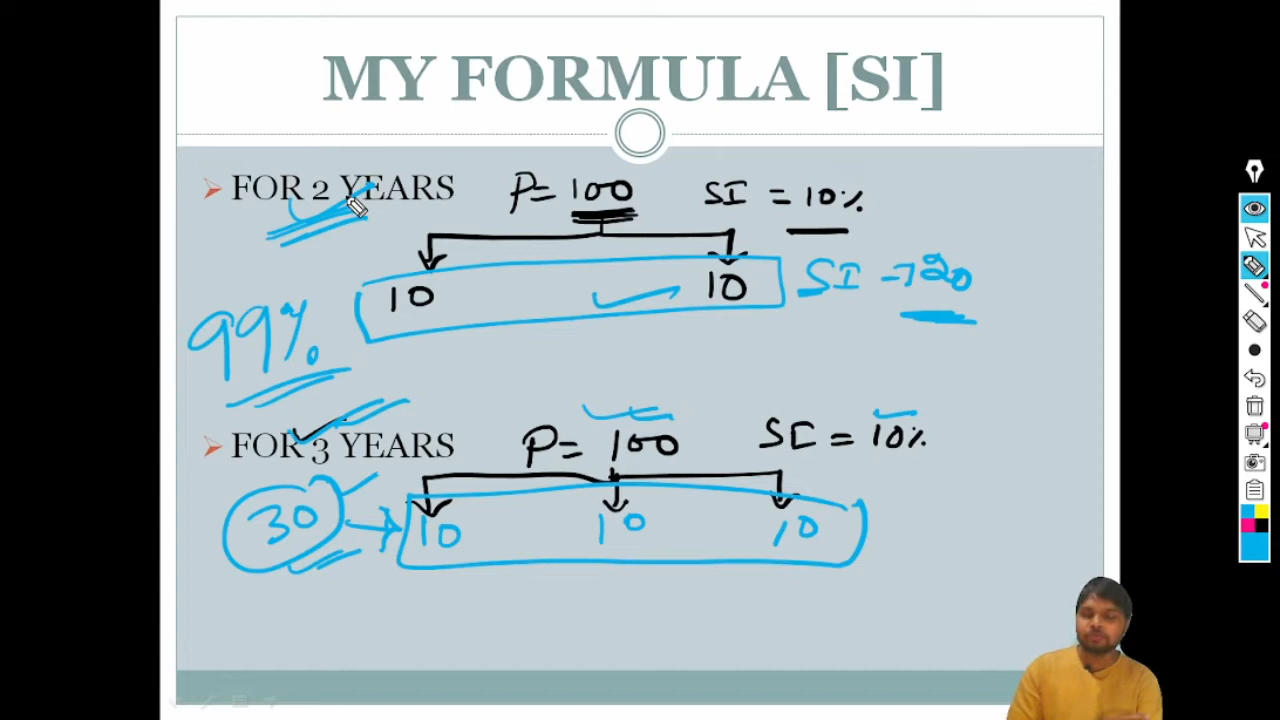 MY FORMULA [SI]
FOR 2 YEARS P= 100 SI = 10%
10 10 SI → 20
99%
FOR 3 YEARS P= 100 SI = 10%
30 → 10 10 10